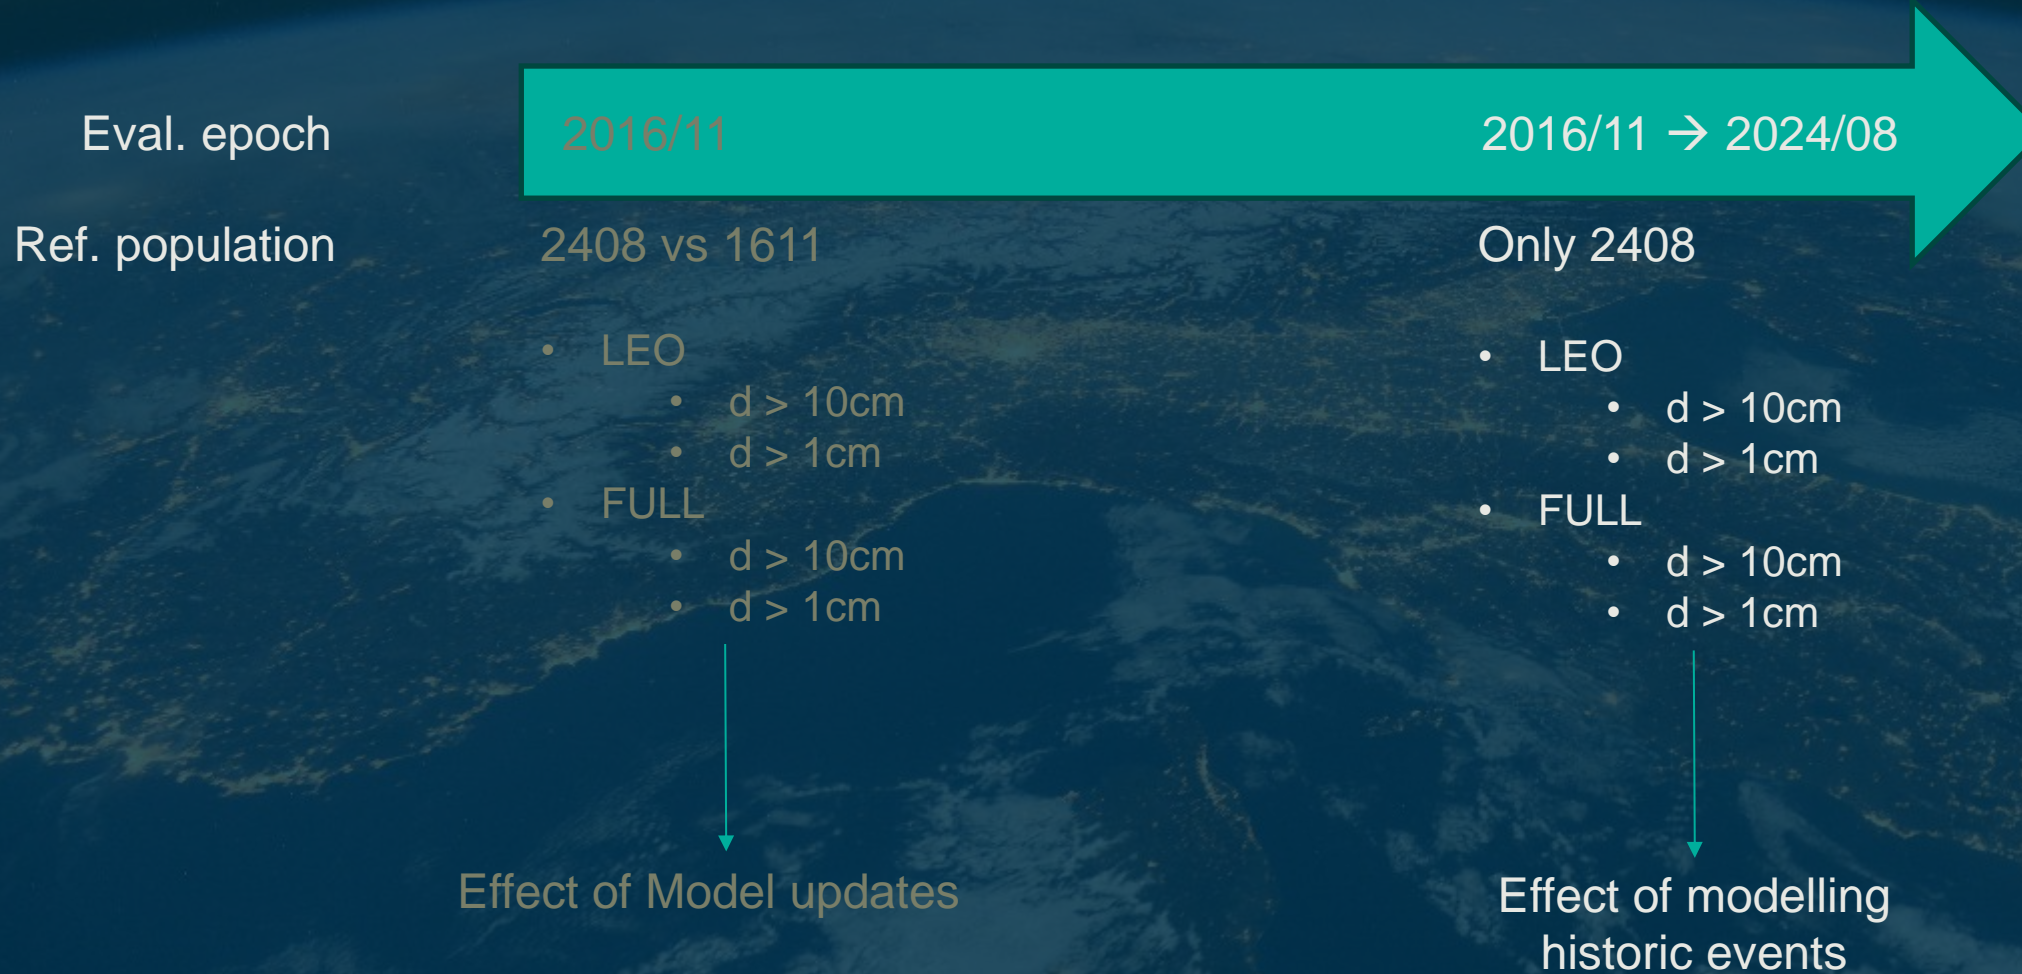 Eval. epoch
2016/11
2016/11 → 2024/08
Ref. population
2408 vs 1611
Only 2408
• LEO
• d > 10cm
• d > 1cm
• FULL
• d > 10cm
• d > 1cm
• LEO
• d > 10cm
• d > 1cm
• FULL
• d > 10cm
• d > 1cm
Effect of Model updates
Effect of modelling
historic events